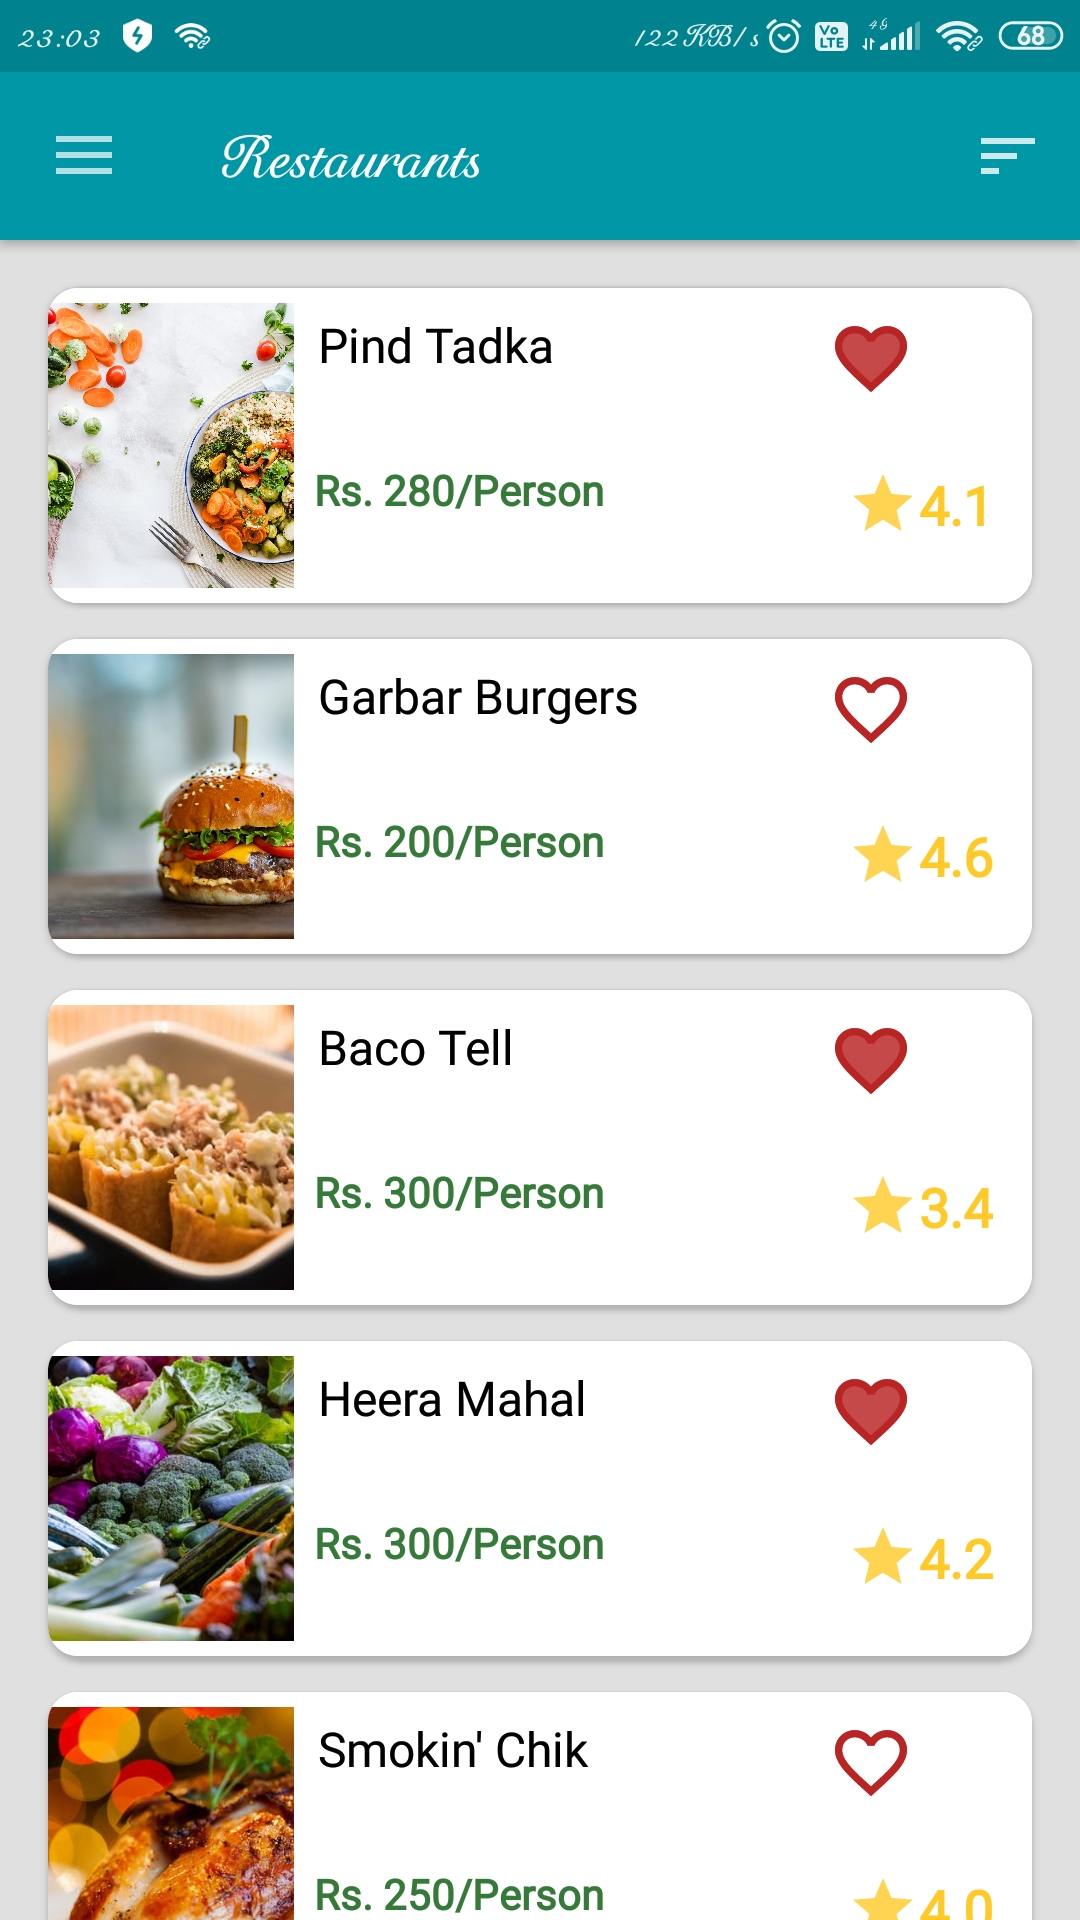 23:03 122 KB/s 4G Vo LTE 68
Restaurants
Pind Tadka
Rs. 280/Person
4.1
Garbar Burgers
Rs. 200/Person
4.6
Baco Tell
Rs. 300/Person
3.4
Heera Mahal
Rs. 300/Person
4.2
Smokin' Chik
Rs. 250/Person
4.0